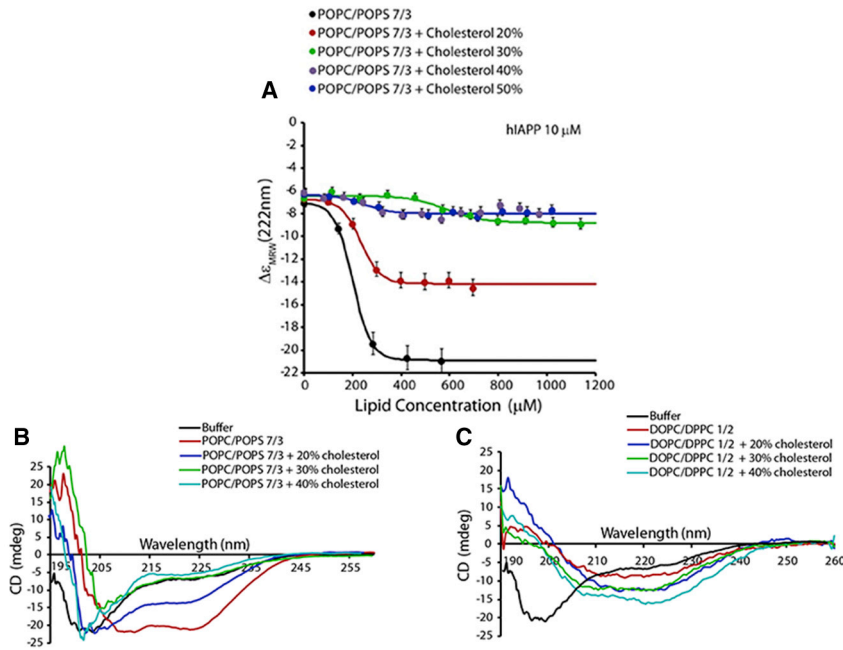 POPC/POPS 7/3
POPC/POPS 7/3 + Cholesterol 20%
POPC/POPS 7/3 + Cholesterol 30%
POPC/POPS 7/3 + Cholesterol 40%
POPC/POPS 7/3 + Cholesterol 50%
A
hIAPP 10 μM
0
-2
-4
-6
-8
-10
-12
-14
-16
-18
-20
-22
Δε MRW (222nm)
0 200 400 600 800 1000 1200
Lipid Concentration (μM)
B
Buffer
POPC/POPS 7/3
POPC/POPS 7/3 + 20% cholesterol
POPC/POPS 7/3 + 30% cholesterol
POPC/POPS 7/3 + 40% cholesterol
25
20
15
10
5
0
-5
-10
-15
-20
-25
CD (mdeg)
Wavelength (nm)
195 205 215 225 235 245 255
C
Buffer
DOPC/DPPC 1/2
DOPC/DPPC 1/2 + 20% cholesterol
DOPC/DPPC 1/2 + 30% cholesterol
DOPC/DPPC 1/2 + 40% cholesterol
25
20
15
10
5
0
-5
-10
-15
-20
-25
CD (mdeg)
Wavelength (nm)
190 200 210 220 230 240 250 260